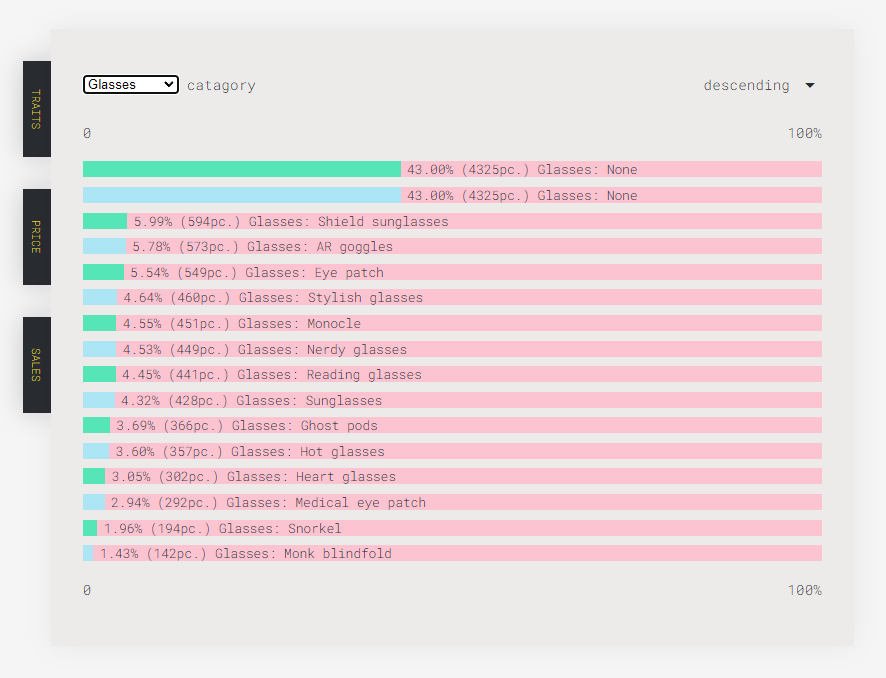 Glasses catagory descending
TRAITS
0 100%
43.00% (4325pc.) Glasses: None
43.00% (4325pc.) Glasses: None
5.99% (594pc.) Glasses: Shield sunglasses
PRICE
5.78% (573pc.) Glasses: AR goggles
5.54% (549pc.) Glasses: Eye patch
4.64% (460pc.) Glasses: Stylish glasses
4.55% (451pc.) Glasses: Monocle
4.53% (449pc.) Glasses: Nerdy glasses
SALES
4.45% (441pc.) Glasses: Reading glasses
4.32% (428pc.) Glasses: Sunglasses
3.69% (366pc.) Glasses: Ghost pods
3.60% (357pc.) Glasses: Hot glasses
3.05% (302pc.) Glasses: Heart glasses
2.94% (292pc.) Glasses: Medical eye patch
1.96% (194pc.) Glasses: Snorkel
1.43% (142pc.) Glasses: Monk blindfold
0 100%